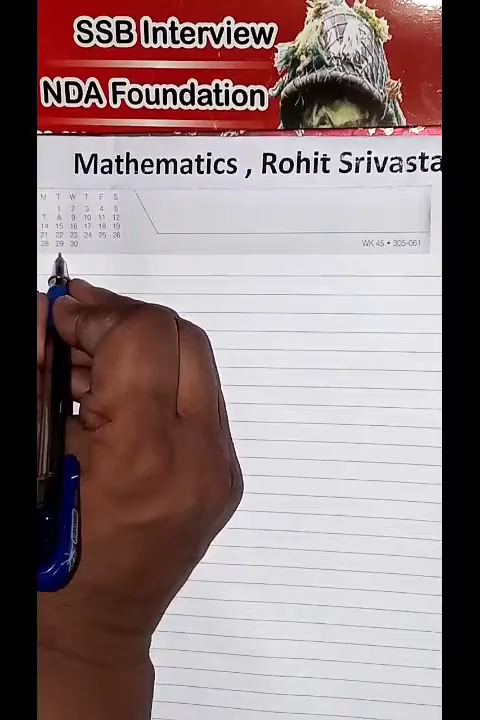 SSB Interview
NDA Foundation
Mathematics , Rohit Srivasta
M T W T F S
1 2 3 4 5
7 8 9 10 11 12
14 15 16 17 18 19
21 22 23 24 25 26
28 29 30
WK 45 • 305-061